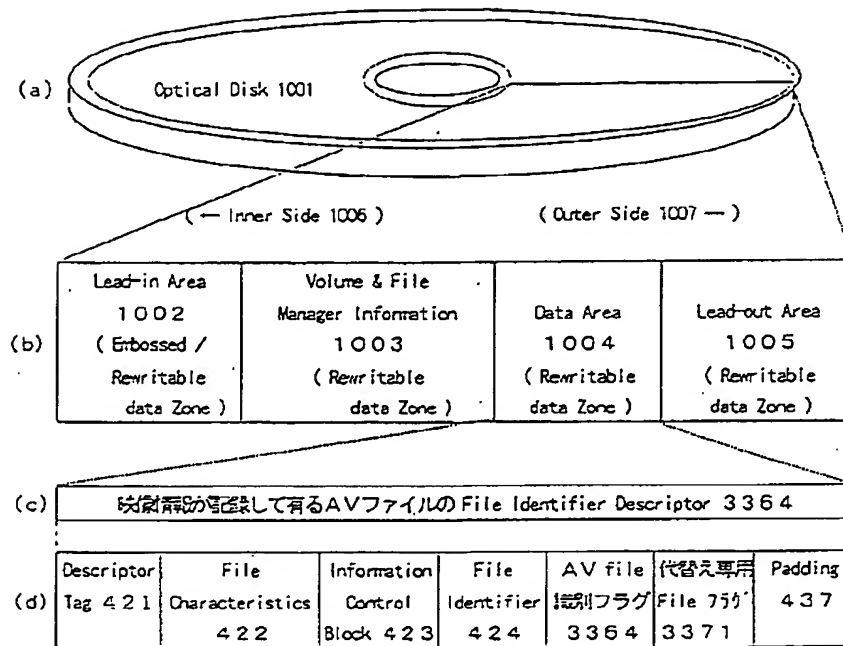 (a)
Optical Disk 1001
(← Inner Side 1006 )
(Outer Side 1007 →)
(b)
Lead-in Area
1002
( Embossed /
Rewritable
data Zone )
Volume & File
Manager Information
1003
( Rewritable
data Zone )
Data Area
1004
( Rewritable
data Zone )
Lead-out Area
1005
( Rewritable
data Zone )
(c)
映像情報が記録して有るAVファイルの File Identifier Descriptor 3364
(d)
Descriptor
Tag 421
File
Characteristics
422
Information
Control
Block 423
File
Identifier
424
AV file
識別フラグ
3364
代替え専用
File フラグ
3371
Padding
437